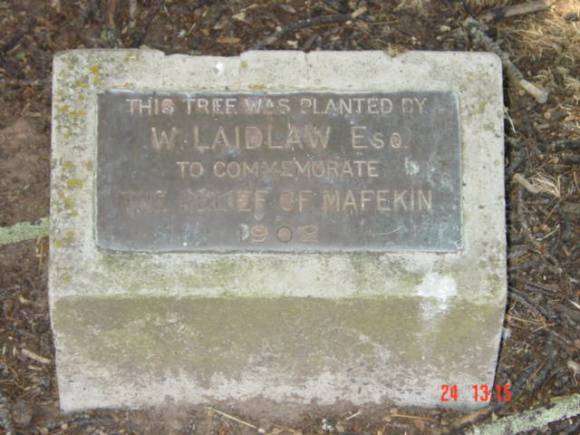 THIS TREE WAS PLANTED BY
W. LAIDLAW ESQ.
TO COMMEMORATE
THE RELIEF OF MAFEKIN
1902
24 13:15